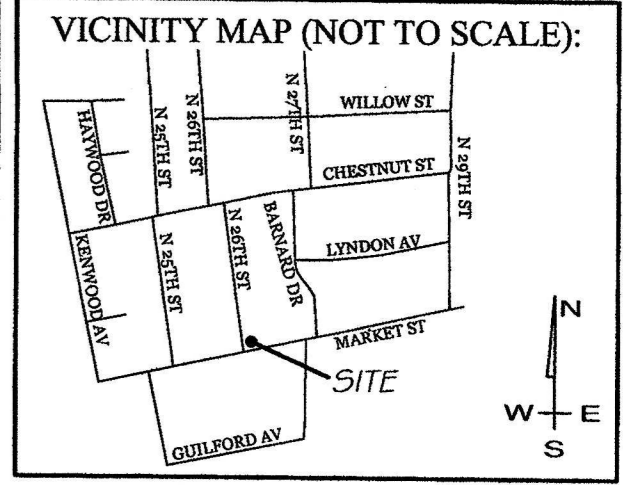 VICINITY MAP (NOT TO SCALE):
WILLOW ST
N 27TH ST
N 26TH ST
N 25TH ST
HAYWOOD DR
N 29TH ST
CHESTNUT ST
BARNARD DR
N 26TH ST
N 25TH ST
KENWOOD AV
LYNDON AV
MARKET ST
SITE
GUILFORD AV
N
W E
S